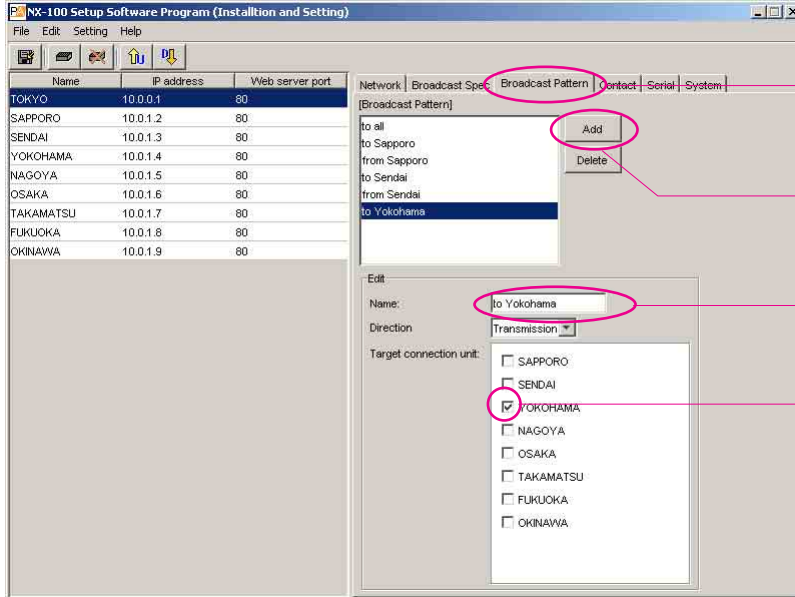 NX-100 Setup Software Program (Installtion and Setting)
File Edit Setting Help
Name IP address Web server port
TOKYO 10.0.0.1 80
SAPPORO 10.0.1.2 80
SENDAI 10.0.1.3 80
YOKOHAMA 10.0.1.4 80
NAGOYA 10.0.1.5 80
OSAKA 10.0.1.6 80
TAKAMATSU 10.0.1.7 80
FUKUOKA 10.0.1.8 80
OKINAWA 10.0.1.9 80
Network Broadcast Spec Broadcast Pattern Contact Serial System
[Broadcast Pattern]
to all
to Sapporo
from Sapporo
to Sendai
from Sendai
to Yokohama
Add
Delete
Edit
Name: to Yokohama
Direction Transmission
Target connection unit:
SAPPORO
SENDAI
YOKOHAMA
NAGOYA
OSAKA
TAKAMATSU
FUKUOKA
OKINAWA